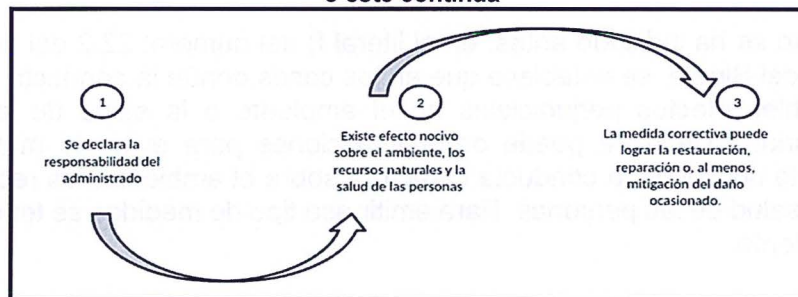 o este continúa
1
Se declara la
responsabilidad del
administrado
2
Existe efecto nocivo
sobre el ambiente, los
recursos naturales y la
salud de las personas
3
La medida correctiva puede
lograr la restauración,
reparación o, al menos,
mitigación del daño
ocasionado.